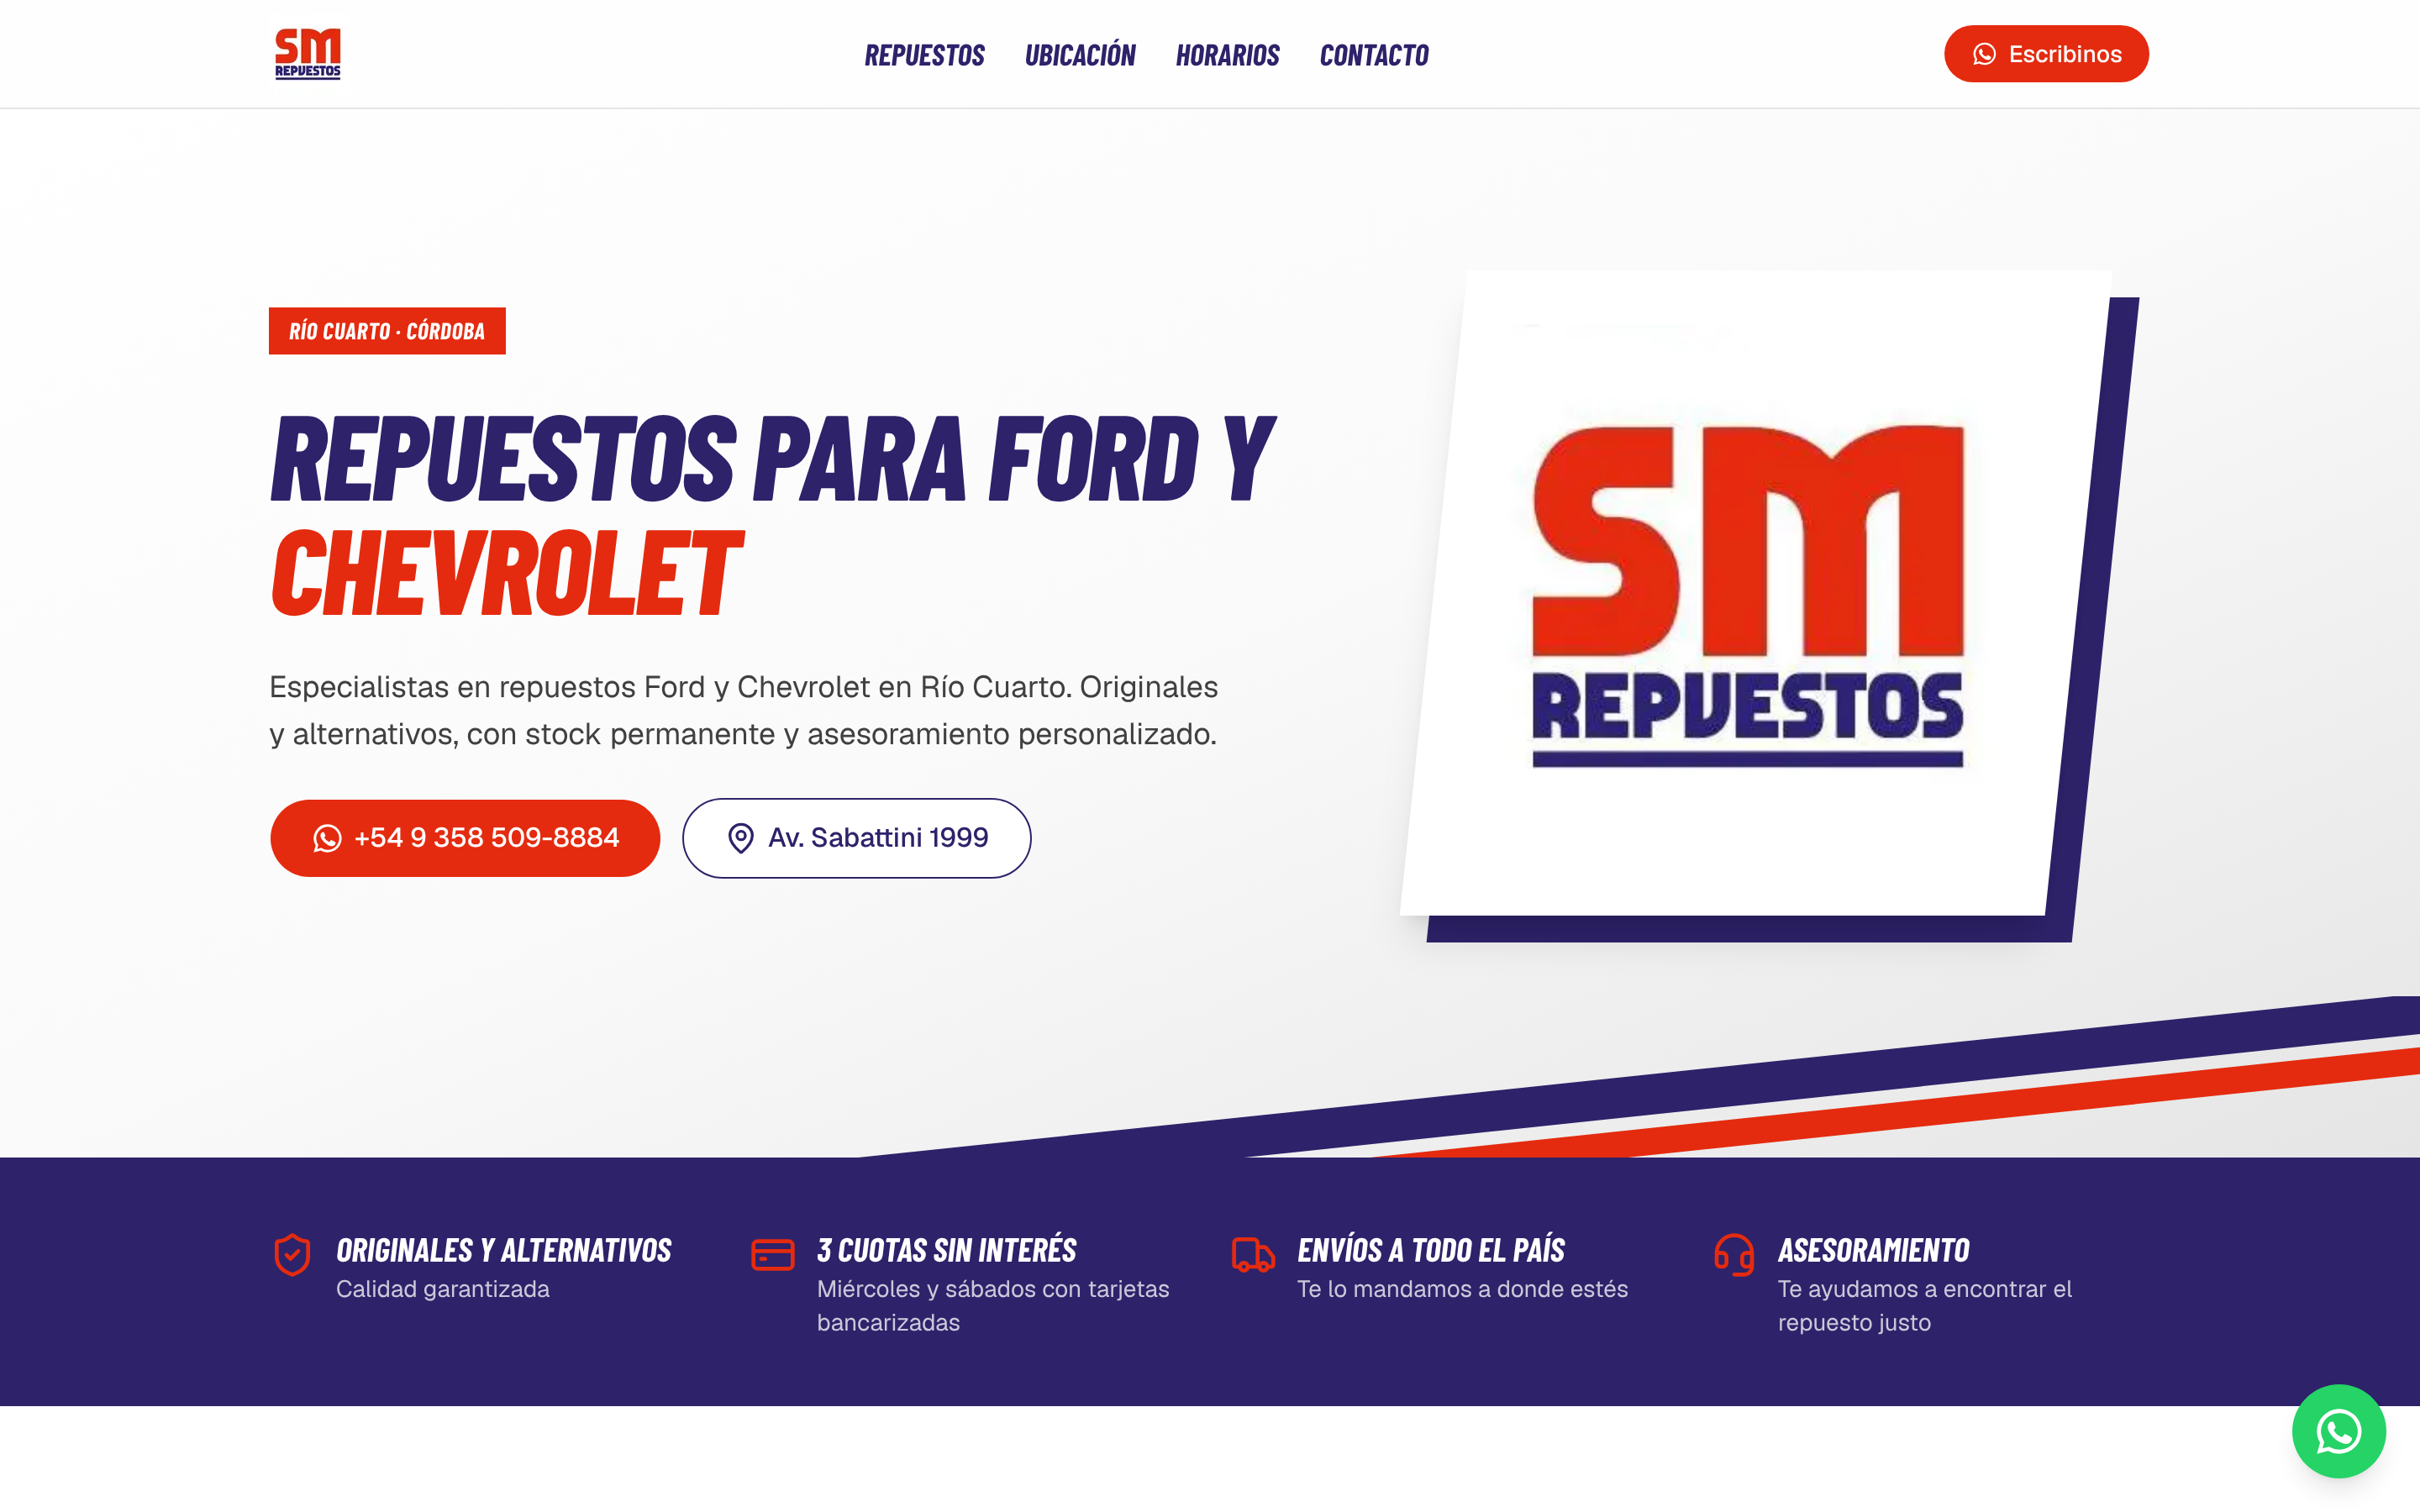 SM
REPUESTOS
REPUESTOS UBICACIÓN HORARIOS CONTACTO
Escribinos
RÍO CUARTO · CÓRDOBA
REPUESTOS PARA FORD Y
CHEVROLET
Especialistas en repuestos Ford y Chevrolet en Río Cuarto. Originales
y alternativos, con stock permanente y asesoramiento personalizado.
+54 9 358 509-8884
Av. Sabattini 1999
SM
REPUESTOS
ORIGINALES Y ALTERNATIVOS
Calidad garantizada
3 CUOTAS SIN INTERÉS
Miércoles y sábados con tarjetas
bancarizadas
ENVÍOS A TODO EL PAÍS
Te lo mandamos a donde estés
ASESORAMIENTO
Te ayudamos a encontrar el
repuesto justo